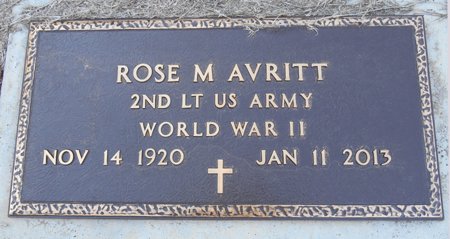 ROSE M AVRITT
2ND LT US ARMY
WORLD WAR II
NOV 14 1920 JAN 11 2013